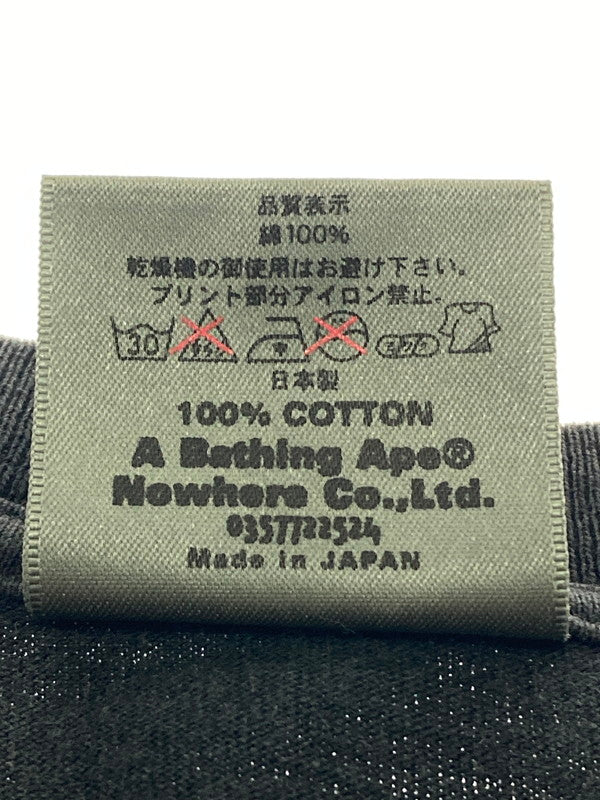 品質表示
綿100%
乾燥機の御使用はお避け下さい。
プリント部分アイロン禁止.
30
日本製
100% COTTON
A Bathing Ape®
Nowhere Co.,Ltd.
0357722524
Made in JAPAN